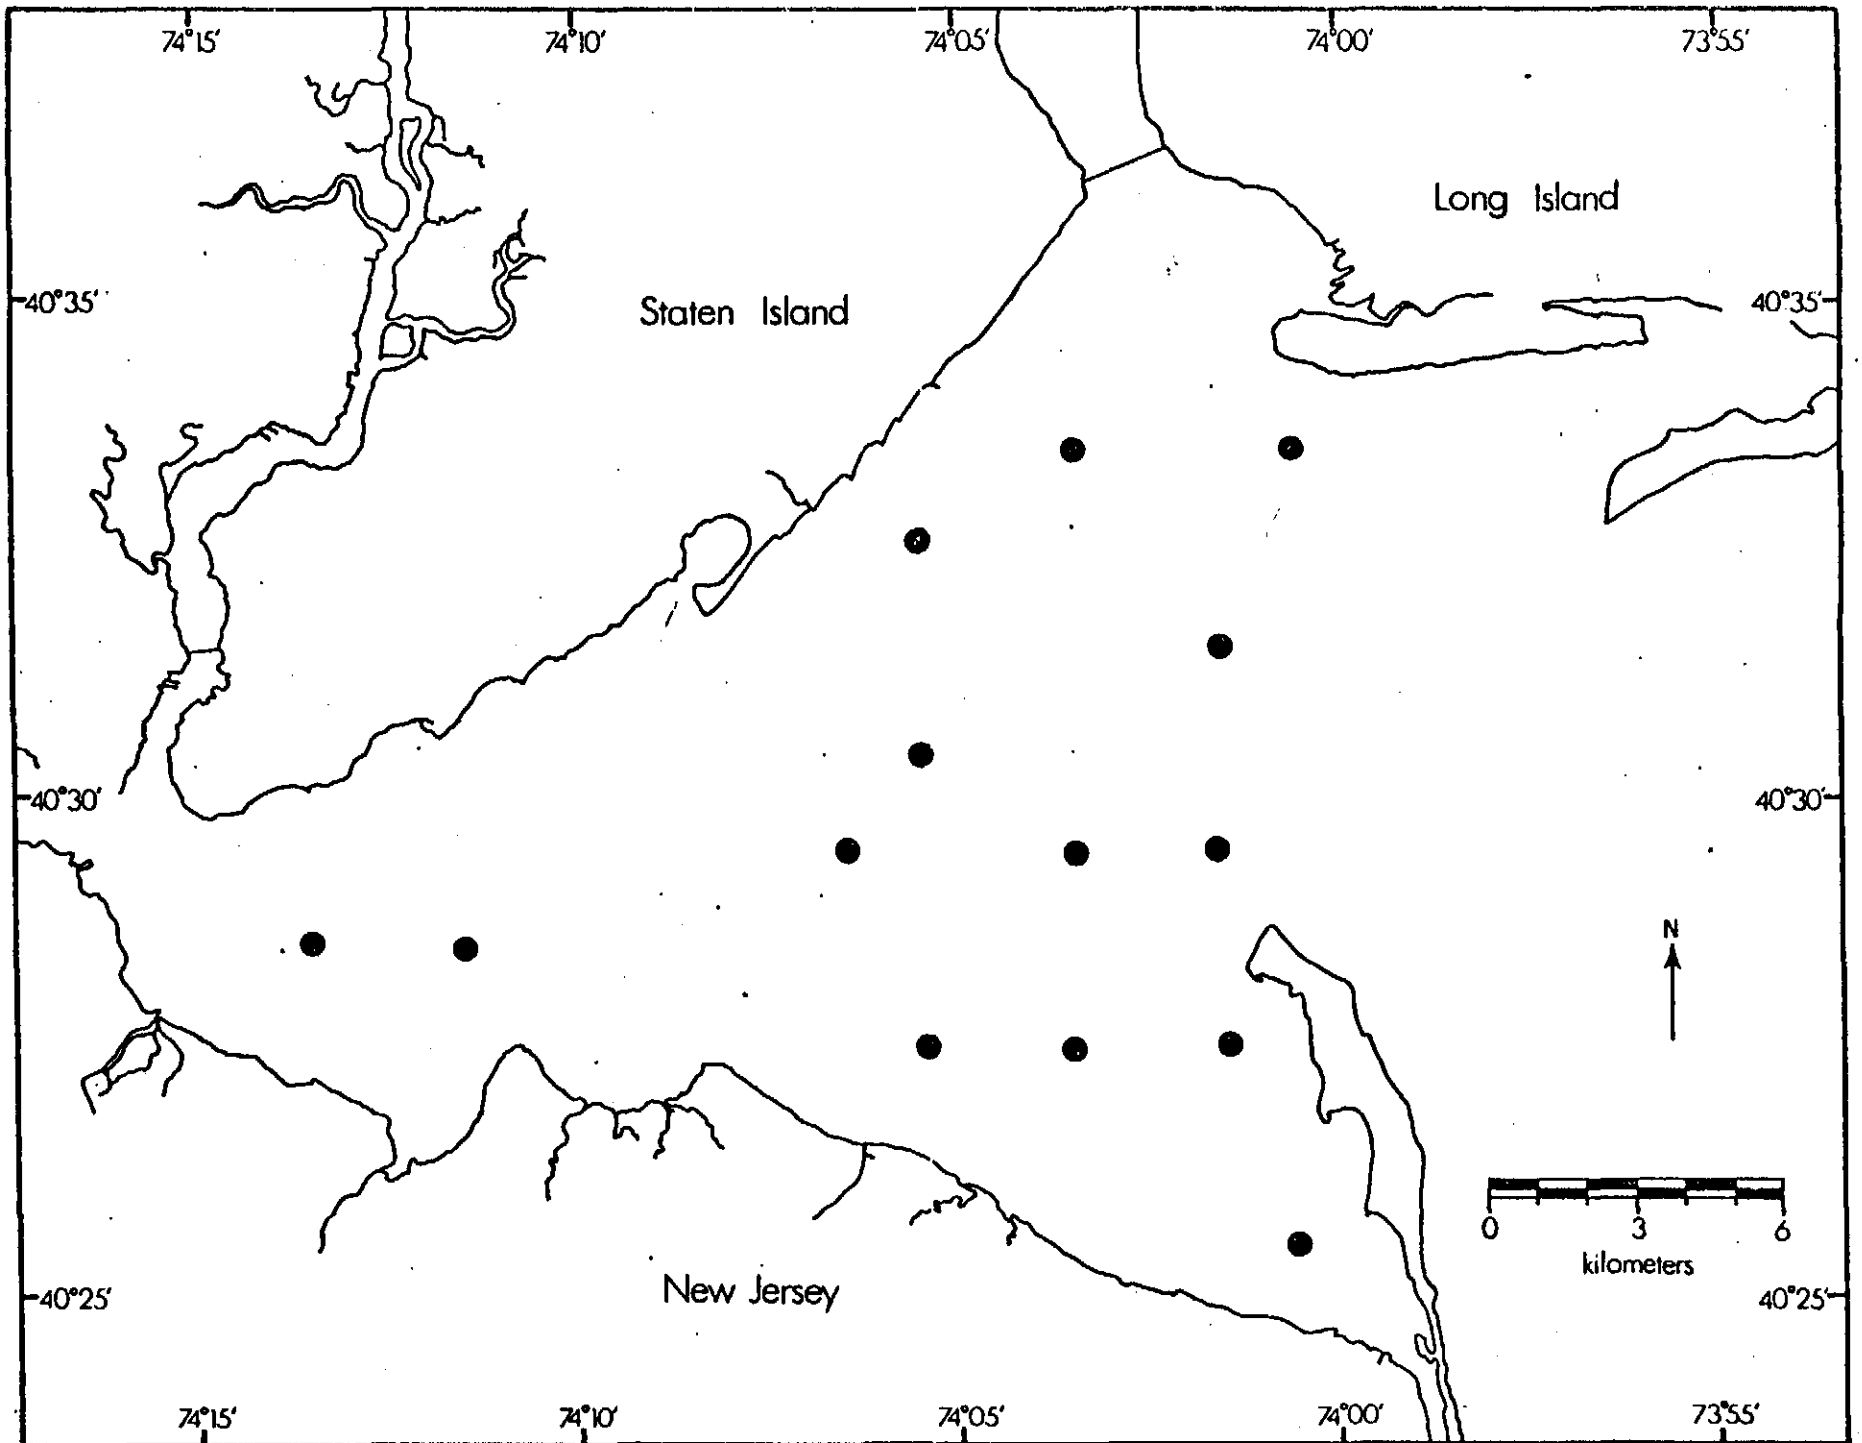 74°15' 74°10' 74°05' 74°00' 73°55'
Long Island
40°35' Staten Island 40°35'
40°30' 40°30'
N
0 3 6
kilometers
New Jersey
40°25' 40°25'
74°15' 74°10' 74°05' 74°00' 73°55'